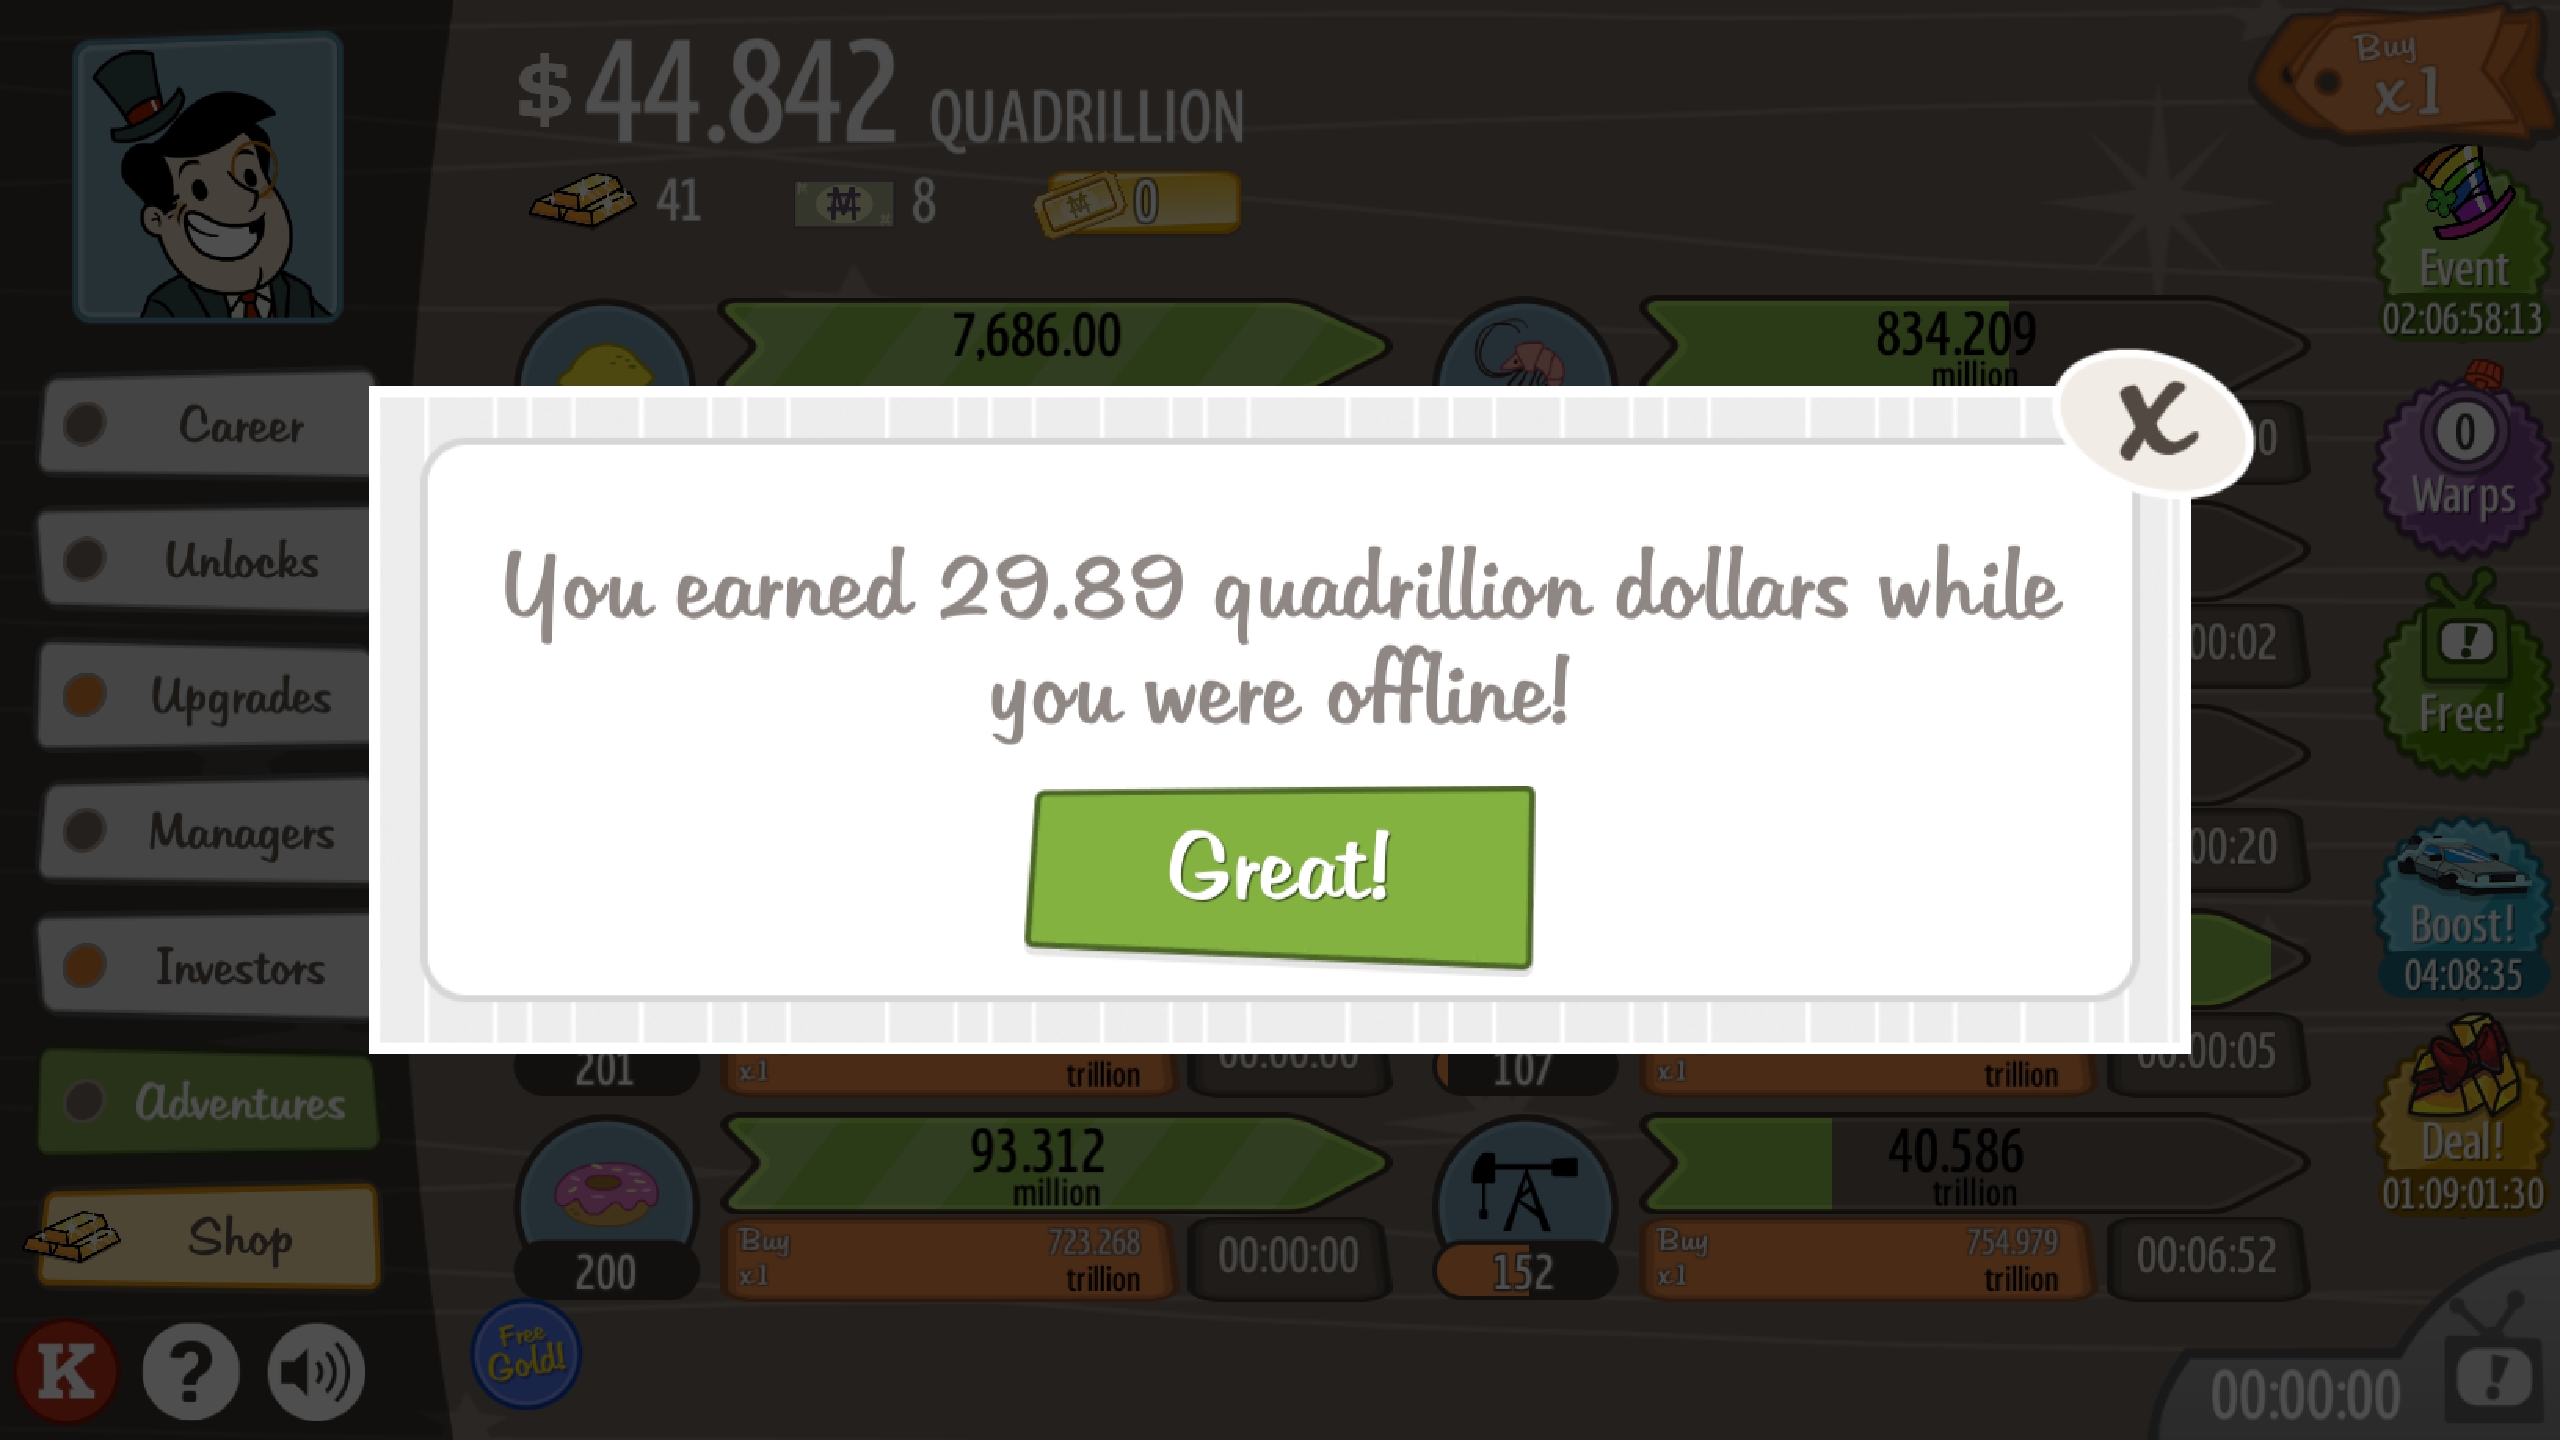 $44.842 QUADRILLION
41
8
0
Buy
x1
Event
02:06:58:13
0
Warps
Free!
Boost!
04:08:35
Deal!
01:09:01:30
Career
Unlocks
Upgrades
Managers
Investors
Adventures
Shop
K
?
7,686.00
834.209
million
X
You earned 29.89 quadrillion dollars while
you were offline!
Great!
00:02
00:20
201
x1
trillion
107
x1
trillion
00:05
93.312
million
200
Buy
x1
723.268
trillion
00:00:00
40.586
trillion
152
Buy
x1
754.979
trillion
00:06:52
Free
Gold!
00:00:00
!